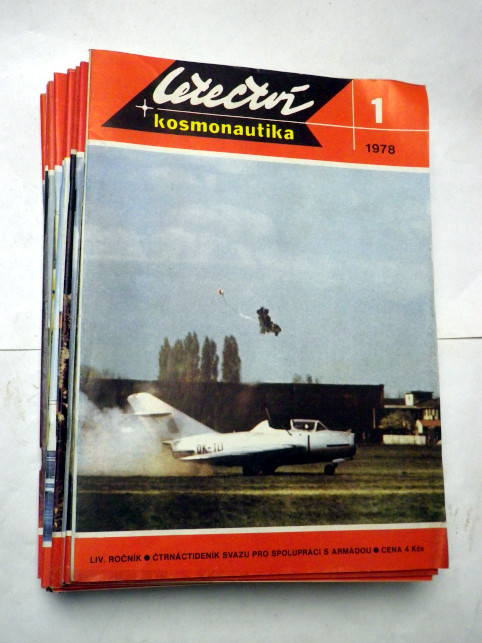 Letectví
+ kosmonautika
1
1978
OK-10
LIV. ROČNÍK ● ČTRNÁCTIDENÍK SVAZU PRO SPOLUPRÁCI S ARMÁDOU ● CENA 4 Kčs